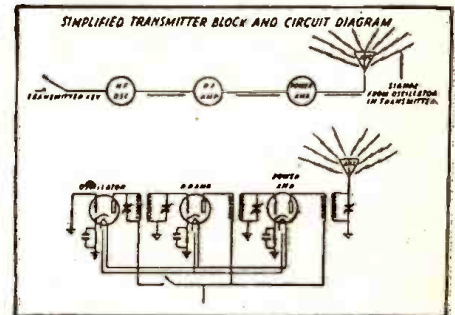 SIMPLIFIED TRANSMITTER BLOCK AND CIRCUIT DIAGRAM
TRANSMITTER KEY
OSC
AMP
POWER
AMP
SIGNAL
FROM OSCILLATOR
IN TRANSMITTER
OSCILLATOR
POWER
AMP